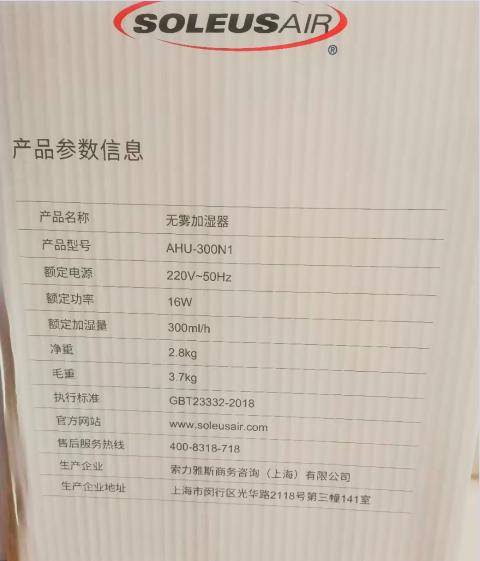 SOLEUSAIR
®
产品参数信息
产品名称 无雾加湿器
产品型号 AHU-300N1
额定电源 220V~50Hz
额定功率 16W
额定加湿量 300ml/h
净重 2.8kg
毛重 3.7kg
执行标准 GBT23332-2018
官方网站 www.soleusair.com
售后服务热线 400-8318-718
生产企业 索力雅斯商务咨询（上海）有限公司
生产企业地址 上海市闵行区光华路2118号第三幢141室